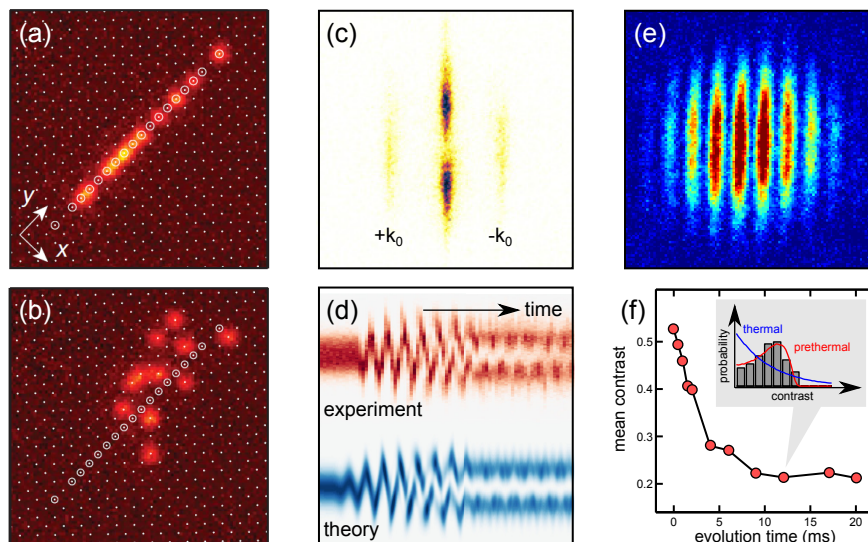 (a)
y
x
(b)
(c)
+k₀
-k₀
(d)
time
experiment
theory
(e)
(f)
thermal
prethermal
probability
contrast
mean contrast
0.5
0.4
0.3
0.2
0
5
10
15
20
evolution time (ms)